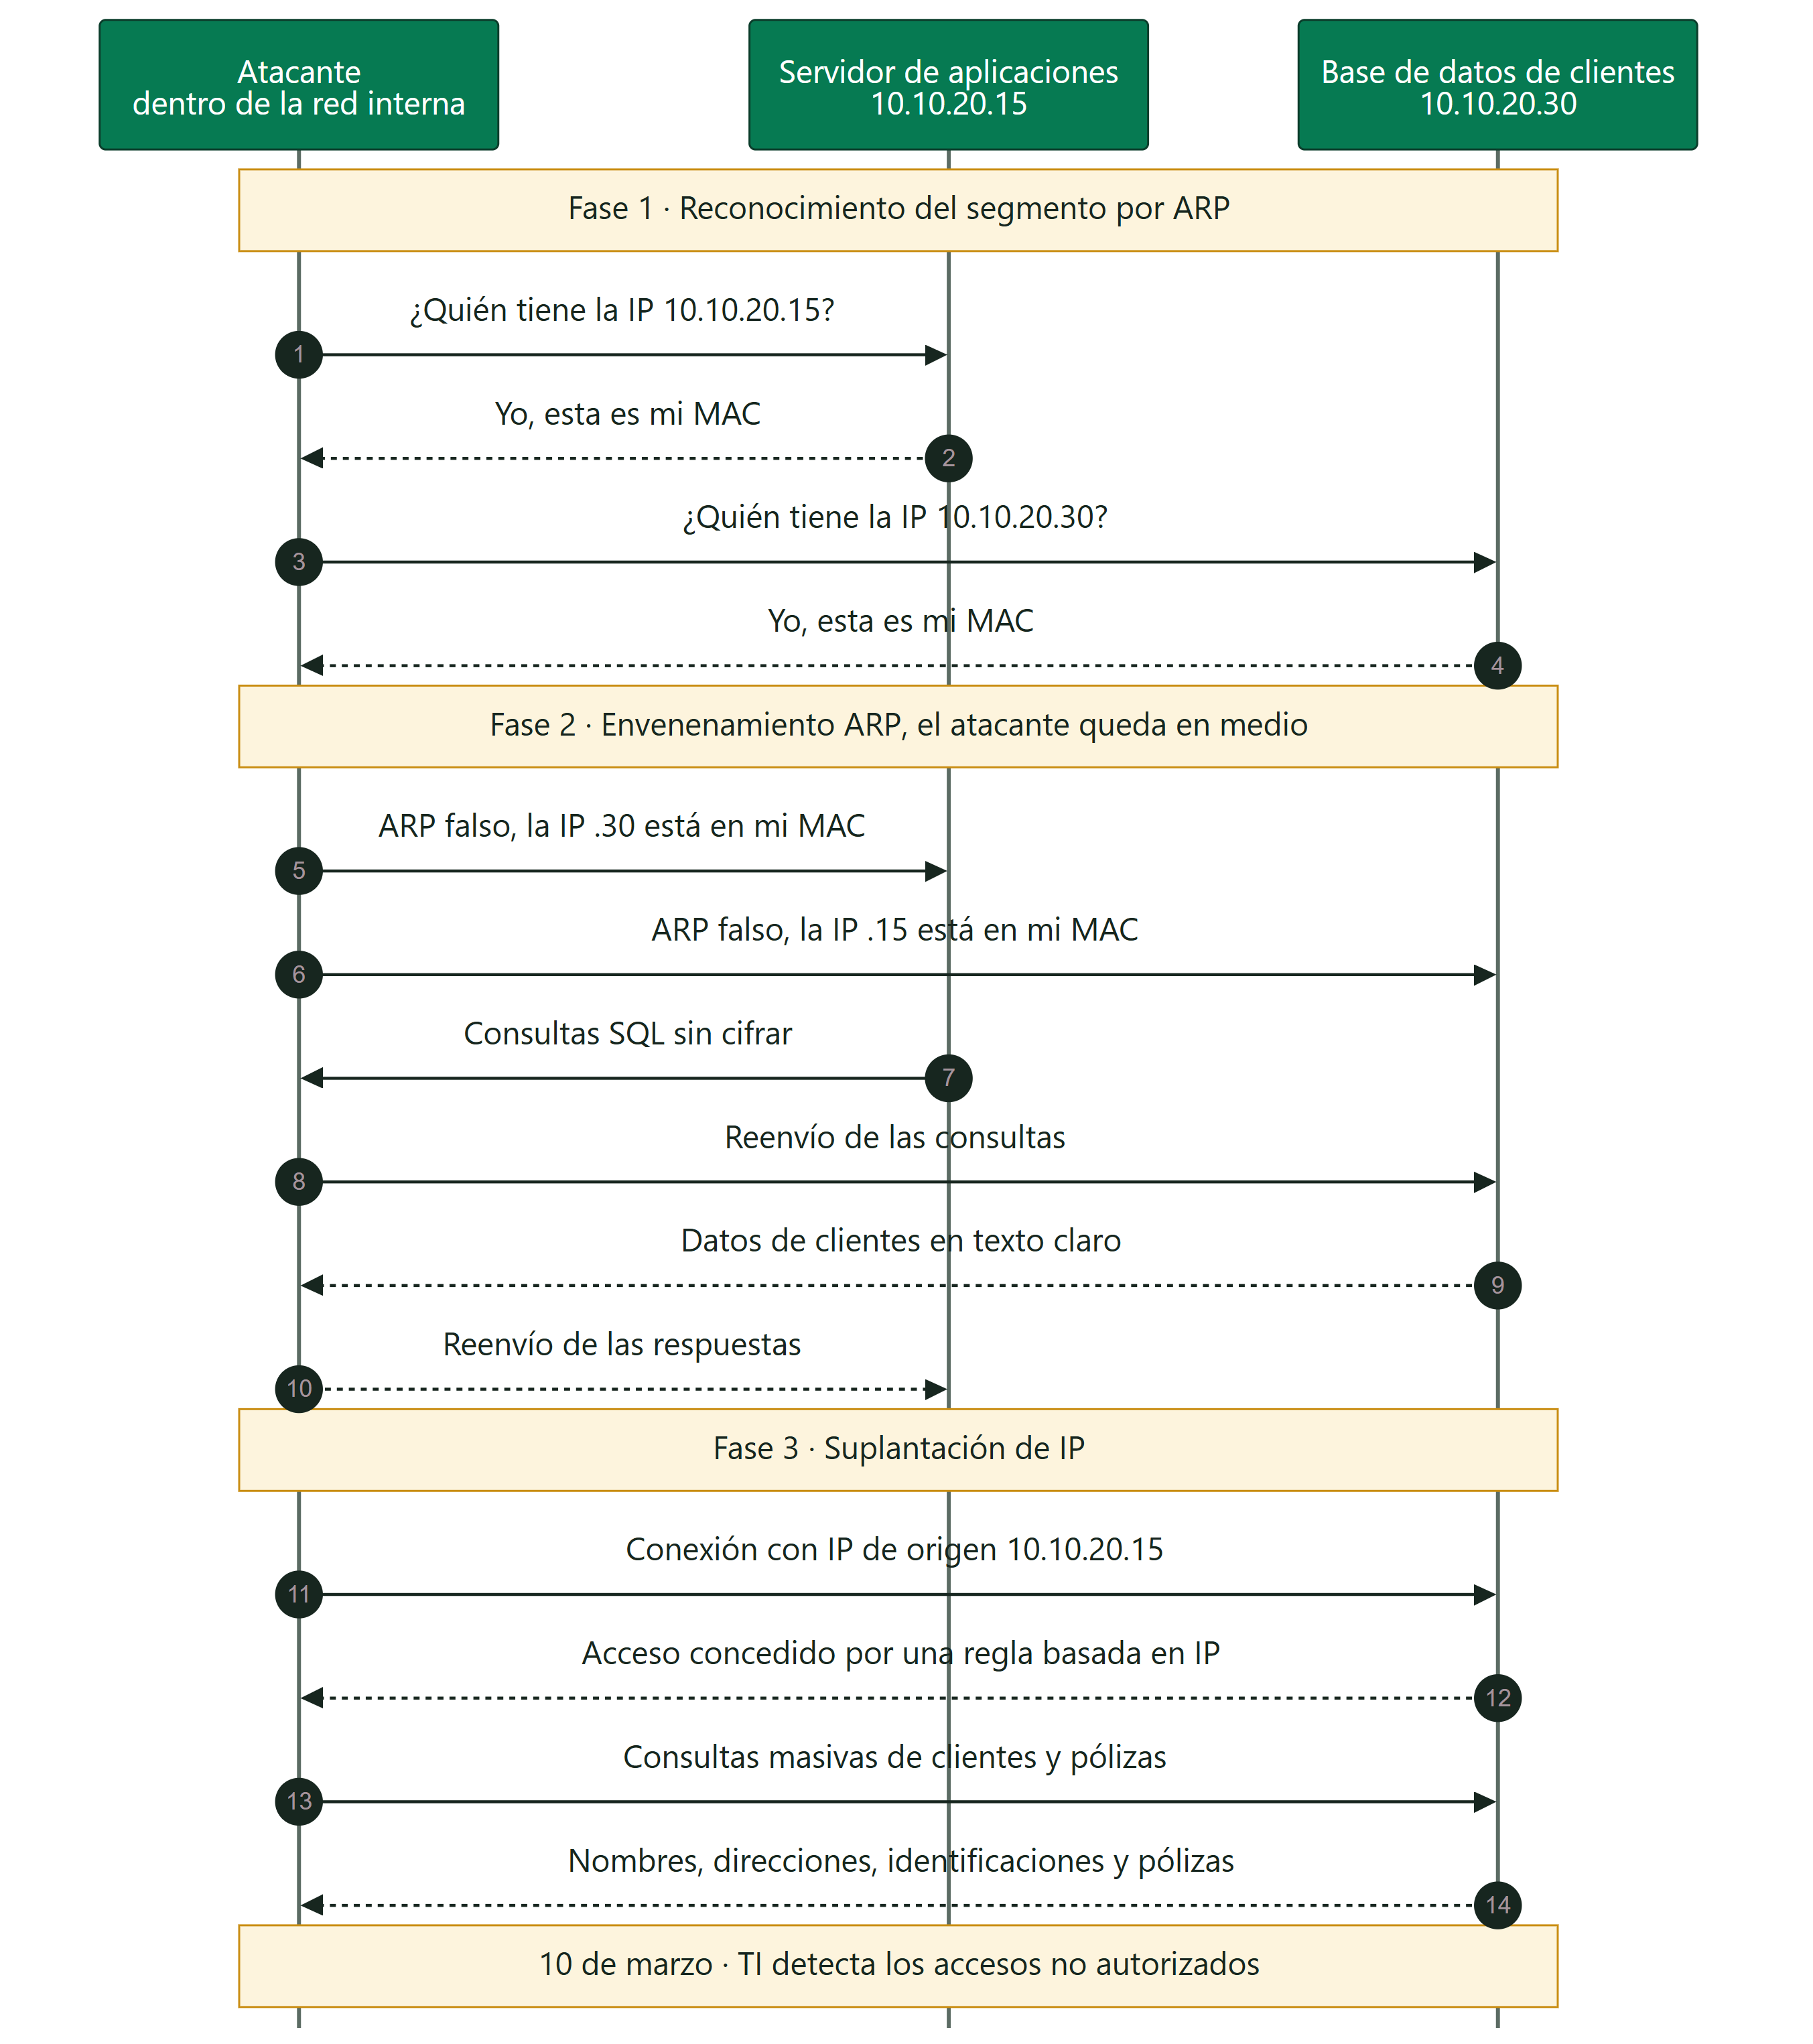 Atacante
dentro de la red interna
Servidor de aplicaciones
10.10.20.15
Base de datos de clientes
10.10.20.30
Fase 1 · Reconocimiento del segmento por ARP
¿Quién tiene la IP 10.10.20.15?
1
Yo, esta es mi MAC
2
¿Quién tiene la IP 10.10.20.30?
3
Yo, esta es mi MAC
4
Fase 2 · Envenenamiento ARP, el atacante queda en medio
ARP falso, la IP .30 está en mi MAC
5
ARP falso, la IP .15 está en mi MAC
6
Consultas SQL sin cifrar
7
Reenvío de las consultas
8
Datos de clientes en texto claro
9
Reenvío de las respuestas
10
Fase 3 · Suplantación de IP
Conexión con IP de origen 10.10.20.15
11
Acceso concedido por una regla basada en IP
12
Consultas masivas de clientes y pólizas
13
Nombres, direcciones, identificaciones y pólizas
14
10 de marzo · TI detecta los accesos no autorizados